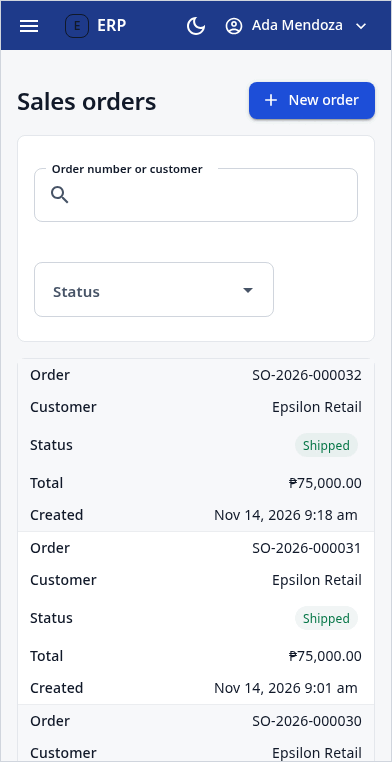 E ERP Ada Mendoza
Sales orders
New order
Order number or customer
Status
Order SO-2026-000032
Customer Epsilon Retail
Status Shipped
Total ₱75,000.00
Created Nov 14, 2026 9:18 am
Order SO-2026-000031
Customer Epsilon Retail
Status Shipped
Total ₱75,000.00
Created Nov 14, 2026 9:01 am
Order SO-2026-000030
Customer Epsilon Retail